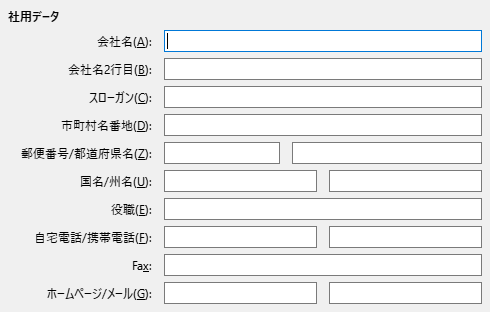 社用データ
会社名(A):
会社名2行目(B):
スローガン(C):
市町村名番地(D):
郵便番号/都道府県名(Z):
国名/州名(U):
役職(E):
自宅電話/携帯電話(F):
Fax:
ホームページ/メール(G):